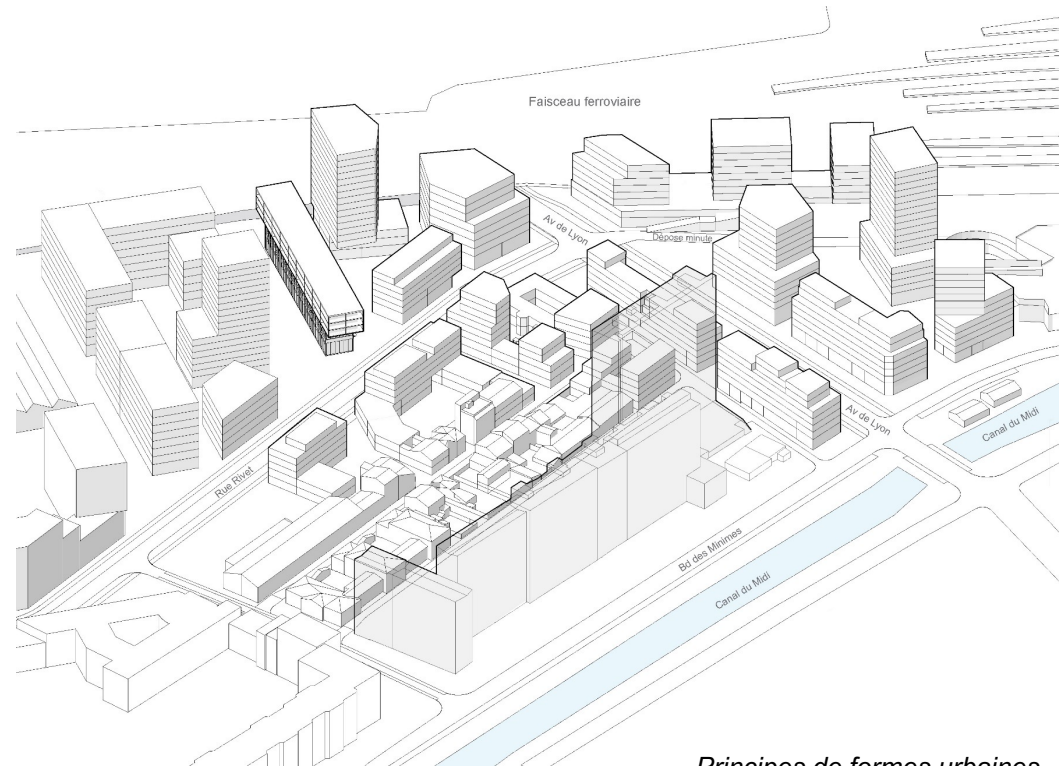 Faisceau ferroviaire
Av de Lyon
Dépose minute
Av de Lyon
Canal du Midi
Rue Rivet
Bd des Minimes
Canal du Midi
Principes de formes urbaines